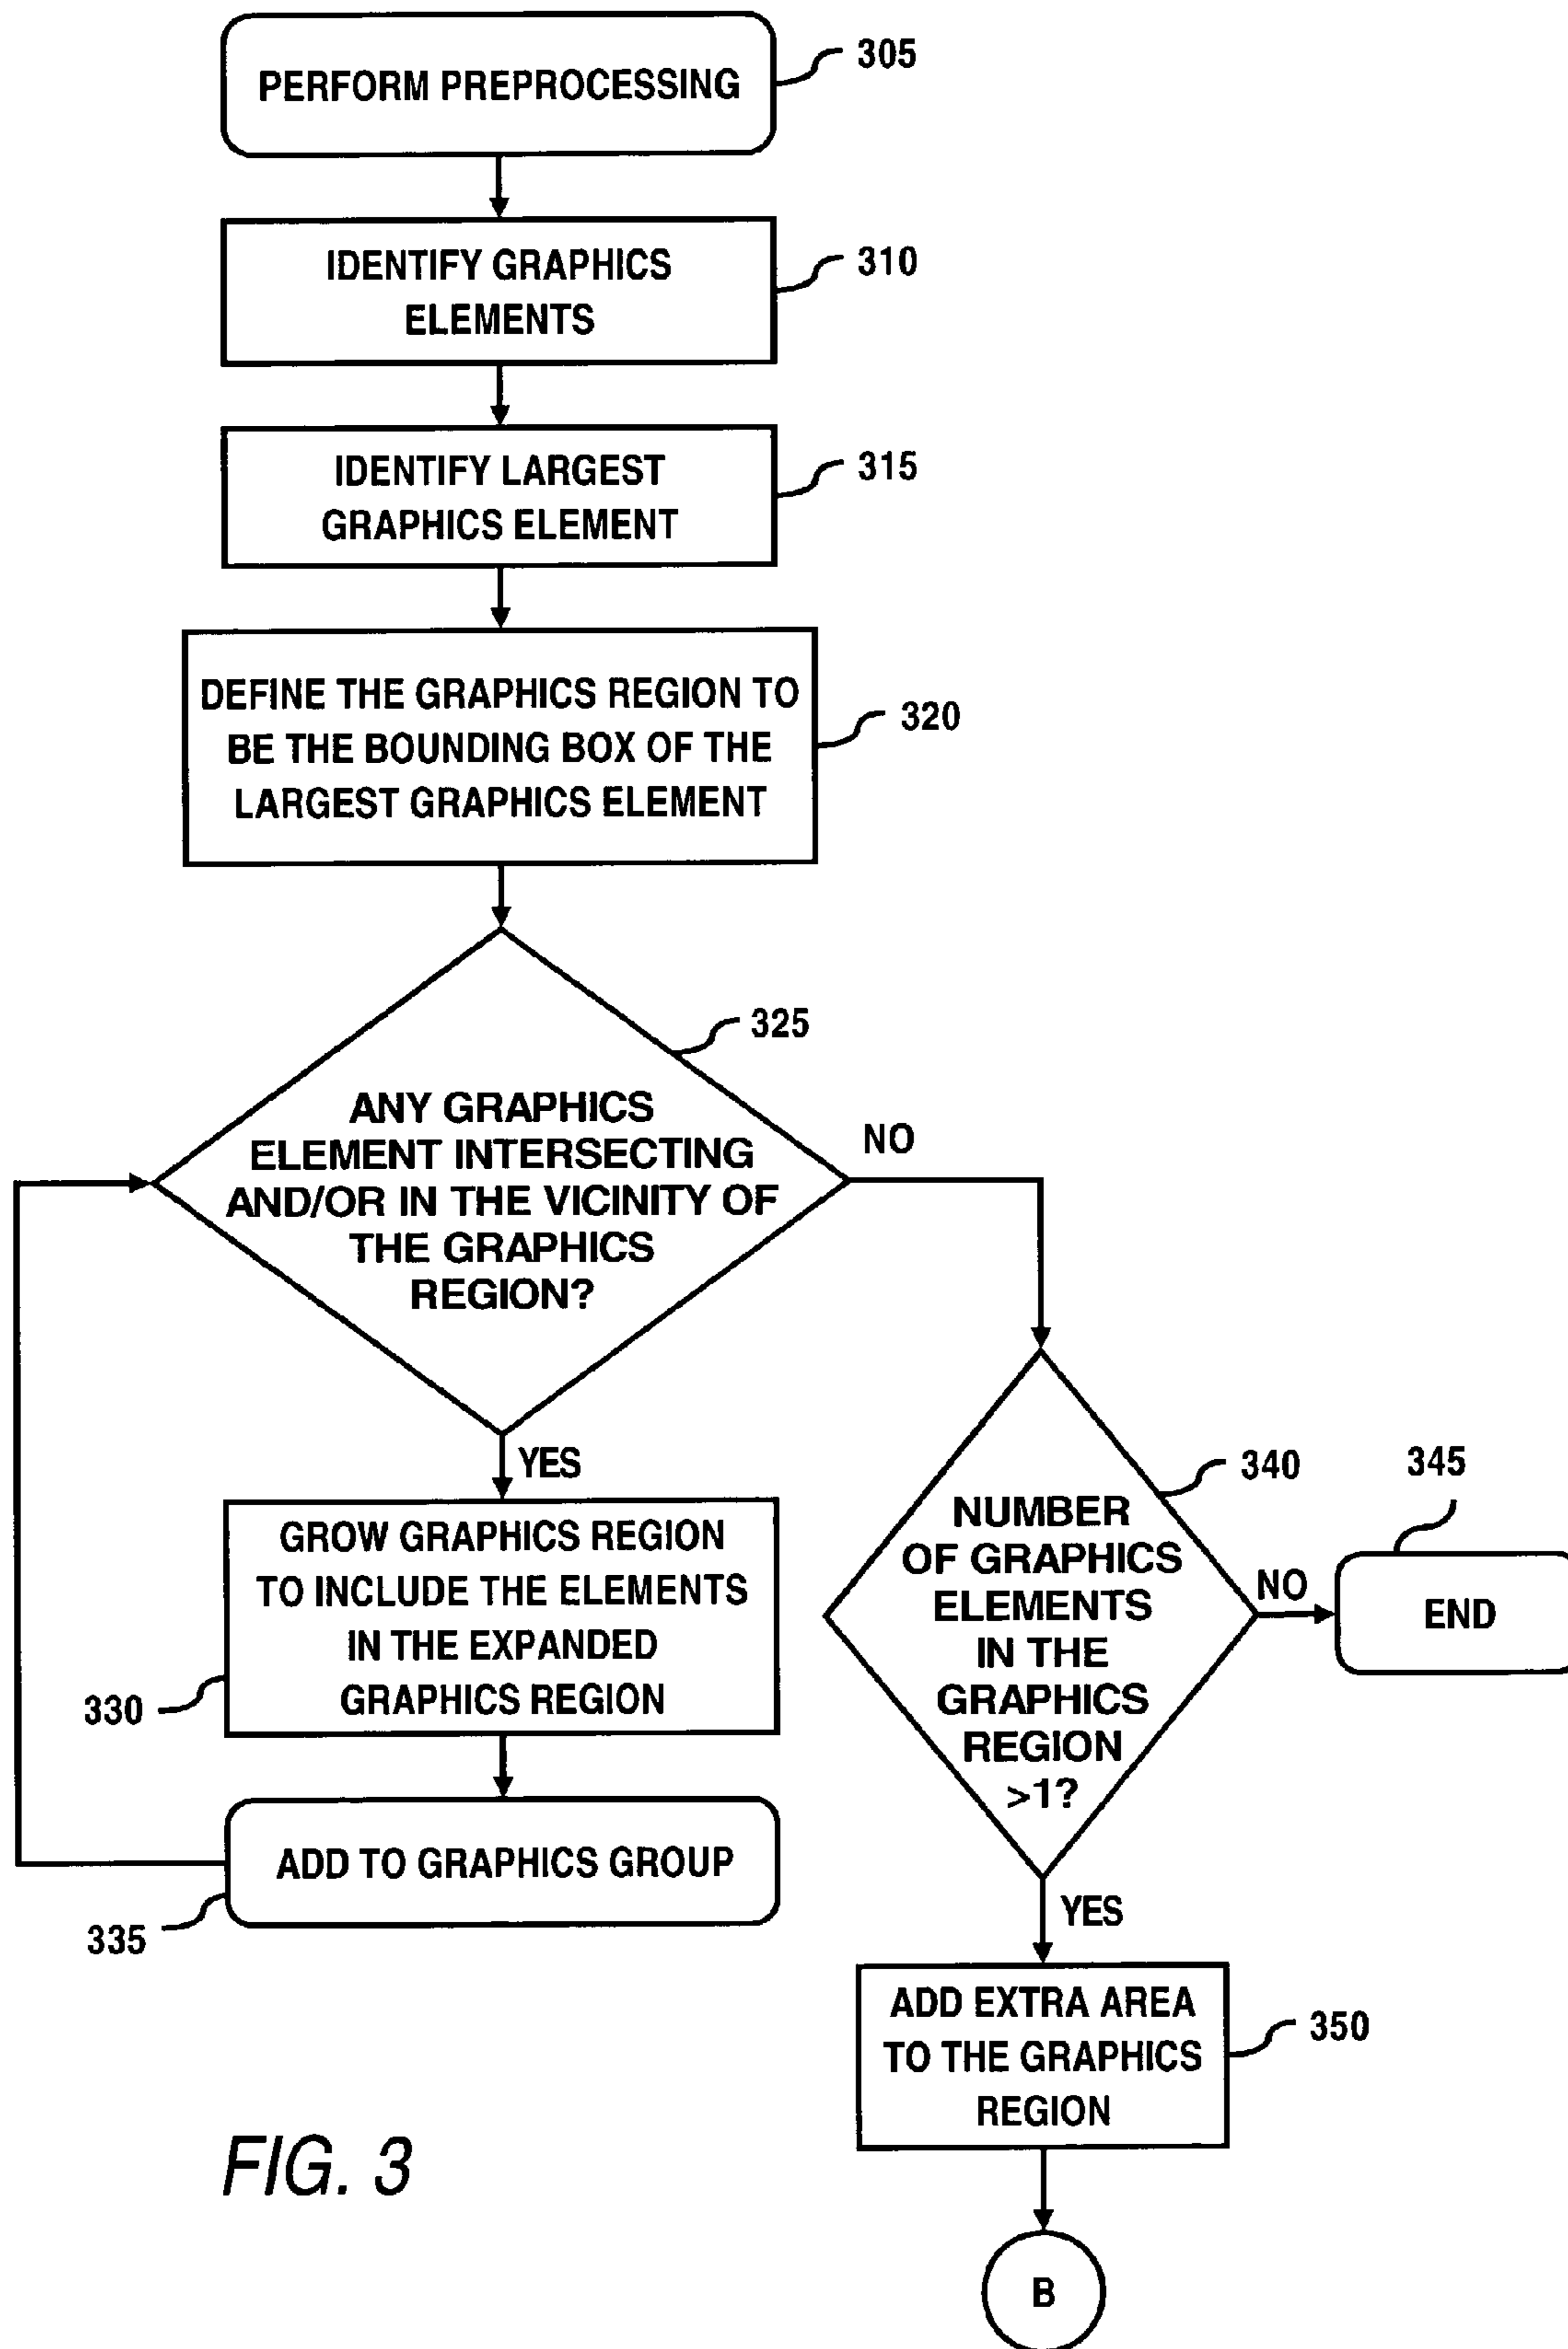 PERFORM PREPROCESSING
305
IDENTIFY GRAPHICS
ELEMENTS
310
IDENTIFY LARGEST
GRAPHICS ELEMENT
315
DEFINE THE GRAPHICS REGION TO
BE THE BOUNDING BOX OF THE
LARGEST GRAPHICS ELEMENT
320
325
ANY GRAPHICS
ELEMENT INTERSECTING
AND/OR IN THE VICINITY OF
THE GRAPHICS
REGION?
NO
YES
GROW GRAPHICS REGION
TO INCLUDE THE ELEMENTS
IN THE EXPANDED
GRAPHICS REGION
330
ADD TO GRAPHICS GROUP
335
340
NUMBER
OF GRAPHICS
ELEMENTS
IN THE
GRAPHICS
REGION
>1?
NO
345
END
YES
ADD EXTRA AREA
TO THE GRAPHICS
REGION
350
B
FIG. 3